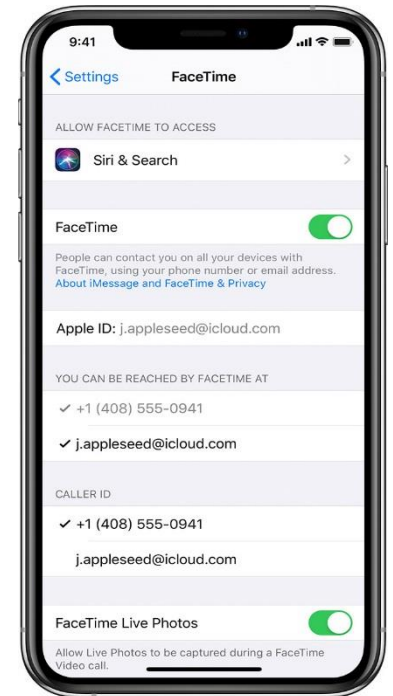 9:41
Settings FaceTime
ALLOW FACETIME TO ACCESS
Siri & Search
FaceTime
People can contact you on all your devices with
FaceTime, using your phone number or email address.
About iMessage and FaceTime & Privacy
Apple ID: j.appleseed@icloud.com
YOU CAN BE REACHED BY FACETIME AT
+1 (408) 555-0941
j.appleseed@icloud.com
CALLER ID
+1 (408) 555-0941
j.appleseed@icloud.com
FaceTime Live Photos
Allow Live Photos to be captured during a FaceTime
Video call.